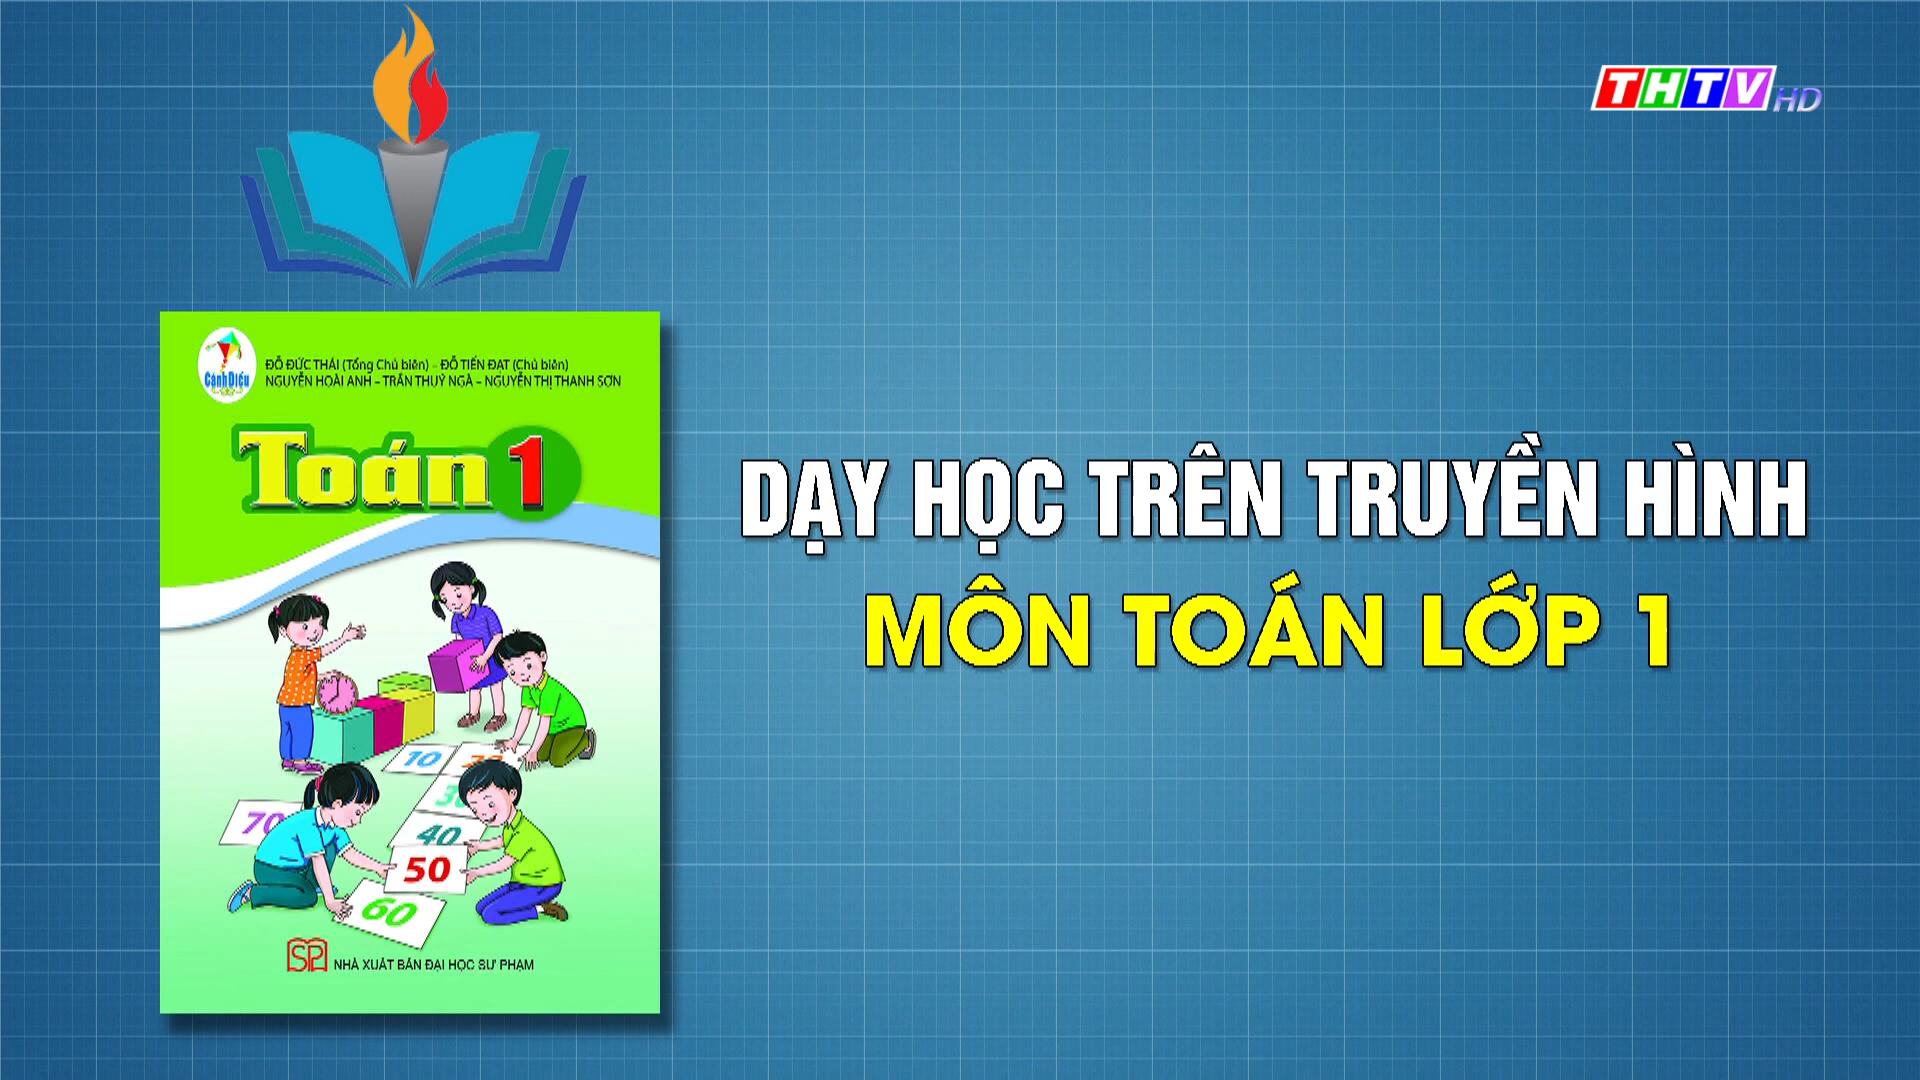 THTV HD
Cánh Diều
ĐỖ ĐỨC THÁI (Tổng Chủ biên) – ĐỖ TIẾN ĐẠT (Chủ biên)
NGUYỄN HOÀI ANH – TRẦN THUÝ NGÀ – NGUYỄN THỊ THANH SƠN
Toán 1
DẠY HỌC TRÊN TRUYỀN HÌNH
MÔN TOÁN LỚP 1
10
40
70
50
60
SP
NHÀ XUẤT BẢN ĐẠI HỌC SƯ PHẠM